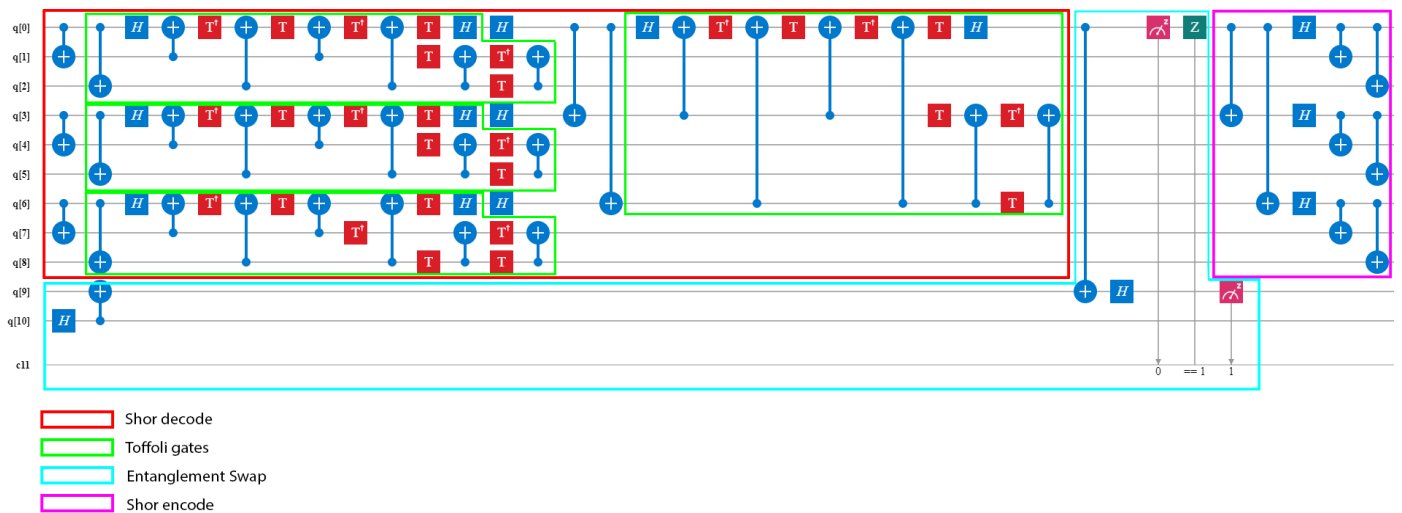 q[0] H T† T T† T H H H T† T T† T H z Z H
q[1] T T†
q[2] T
q[3] H T† T T† T H H T T† H
q[4] T T†
q[5] T
q[6] H T† T T H H T H
q[7] T† T†
q[8] T T
q[9] H z
q[10] H
c11
0 == 1 1
Shor decode
Toffoli gates
Entanglement Swap
Shor encode